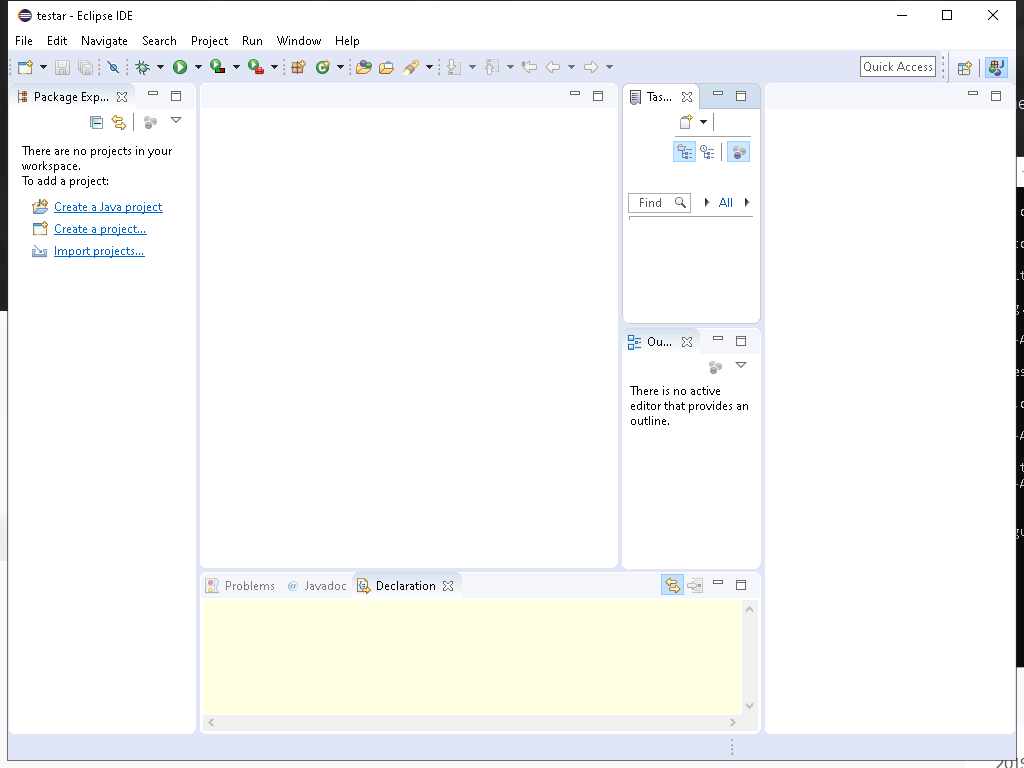 testar - Eclipse IDE
File Edit Navigate Search Project Run Window Help
Quick Access
Package Exp...
There are no projects in your
workspace.
To add a project:
Create a Java project
Create a project...
Import projects...
Tas...
Find
All
Ou...
There is no active
editor that provides an
outline.
Problems @ Javadoc Declaration